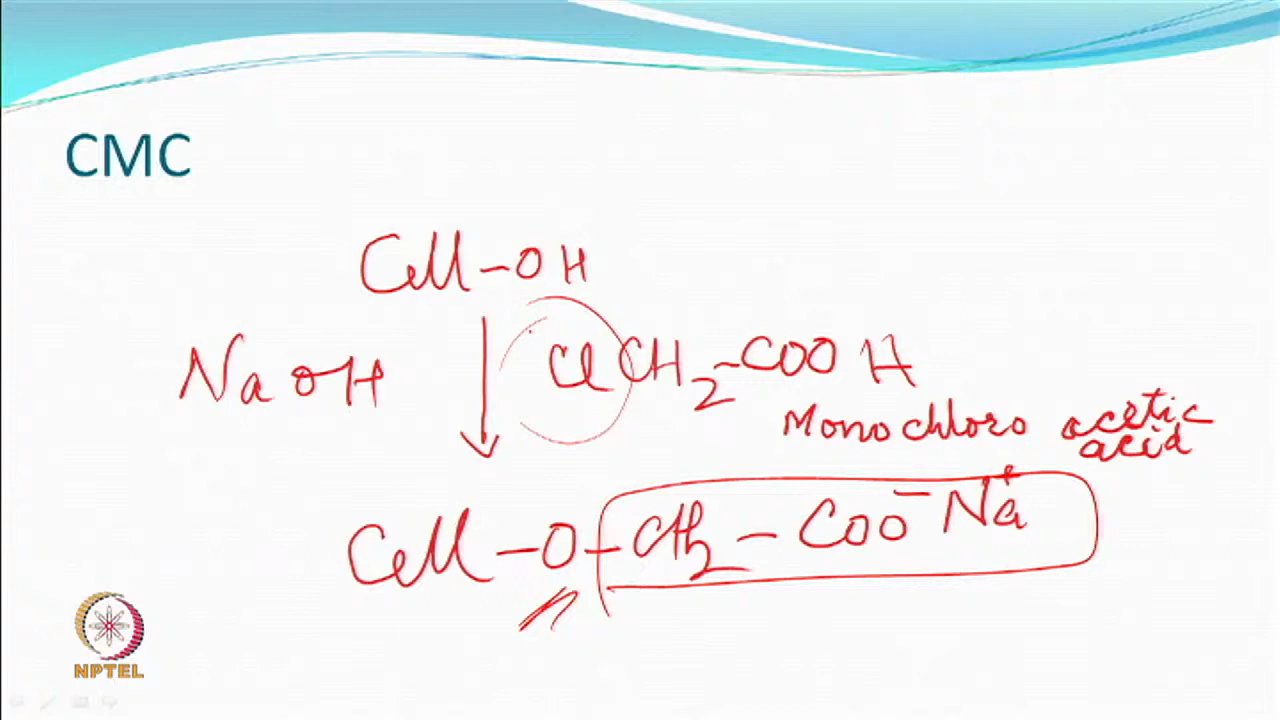 CMC
Cell-OH
NaOH ClCH2-COOH
Monochloro acetic
acid
Cell-O-CH2-COO⁻Na⁺
NPTEL